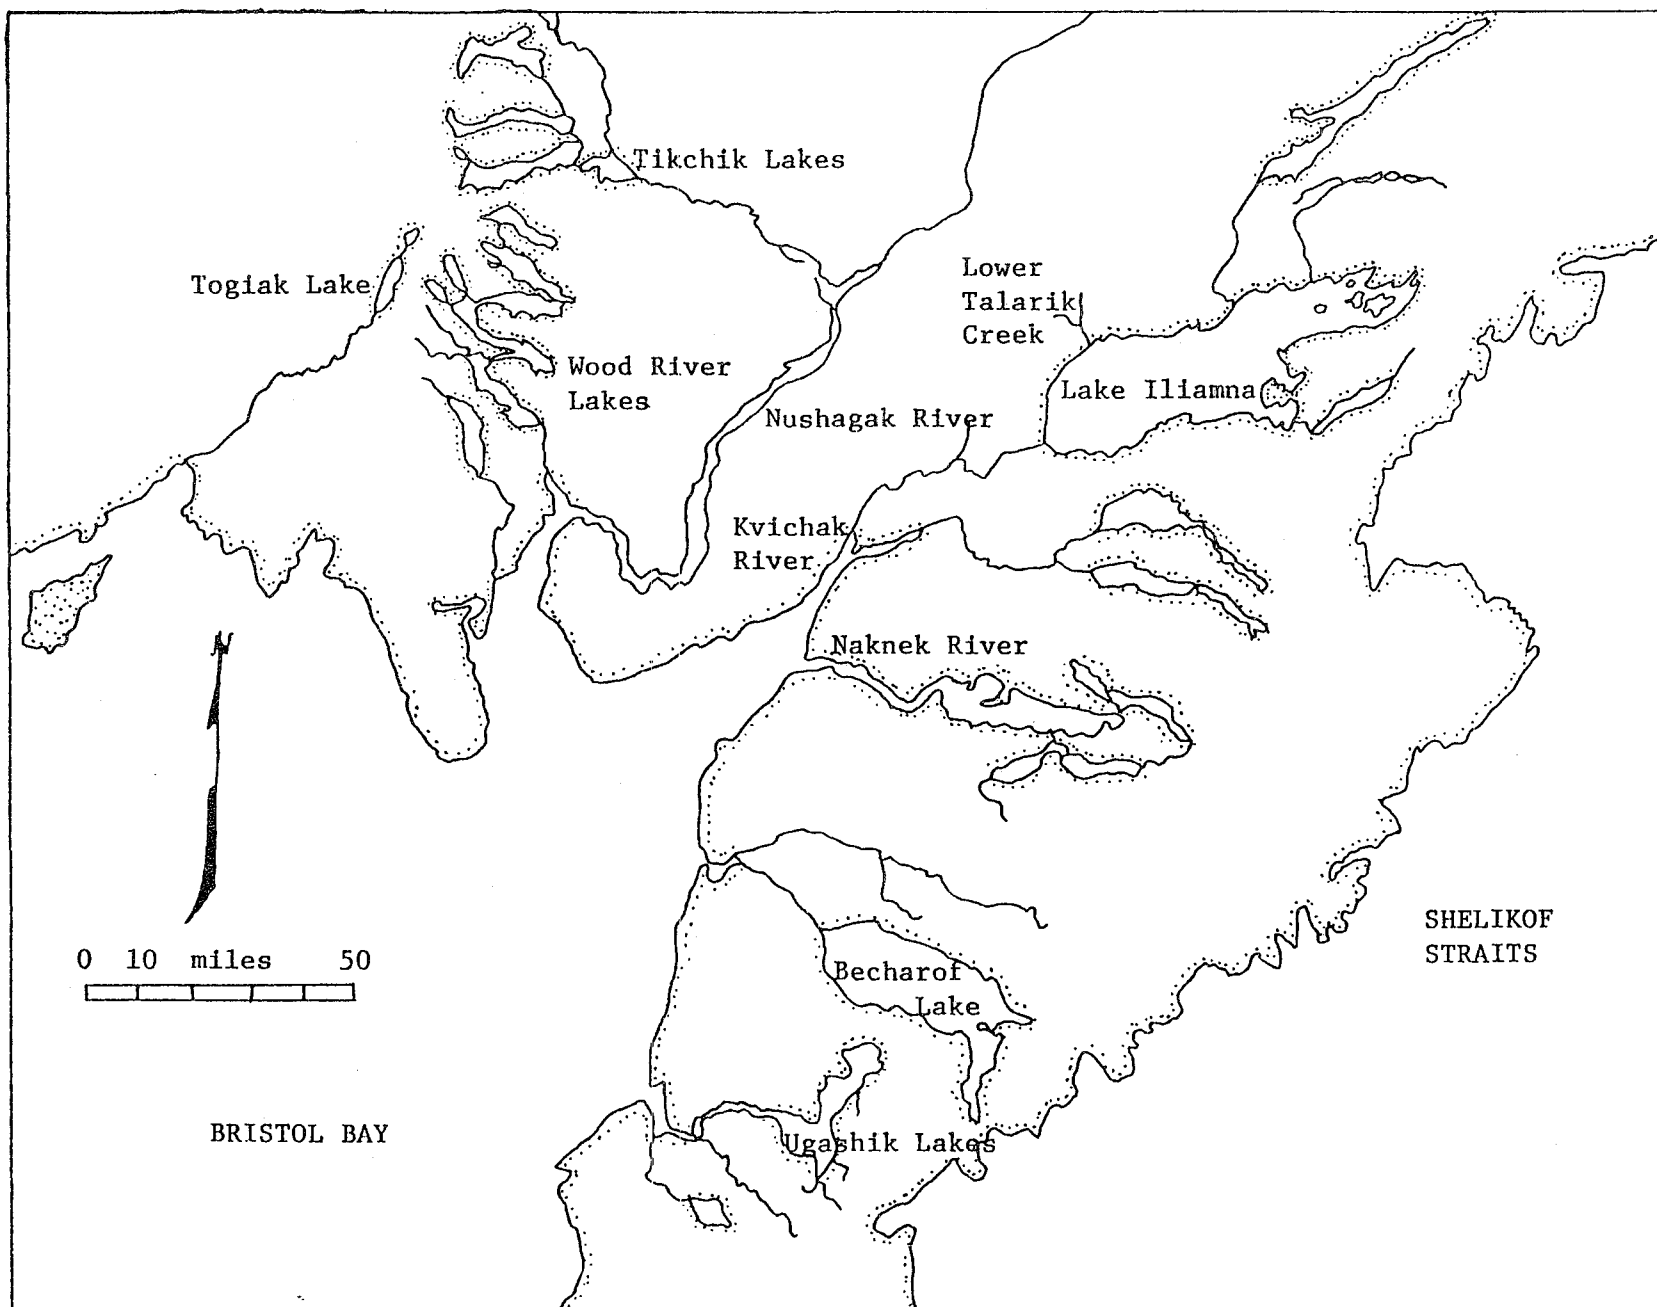 Tikchik Lakes
Togiak Lake
Lower
Talarik
Creek
Wood River
Lakes
Lake Iliamna
Nushagak River
Kvichak
River
Naknek River
SHELIKOF
STRAITS
0 10 miles 50
Becharof
Lake
BRISTOL BAY
Ugashik Lakes
N